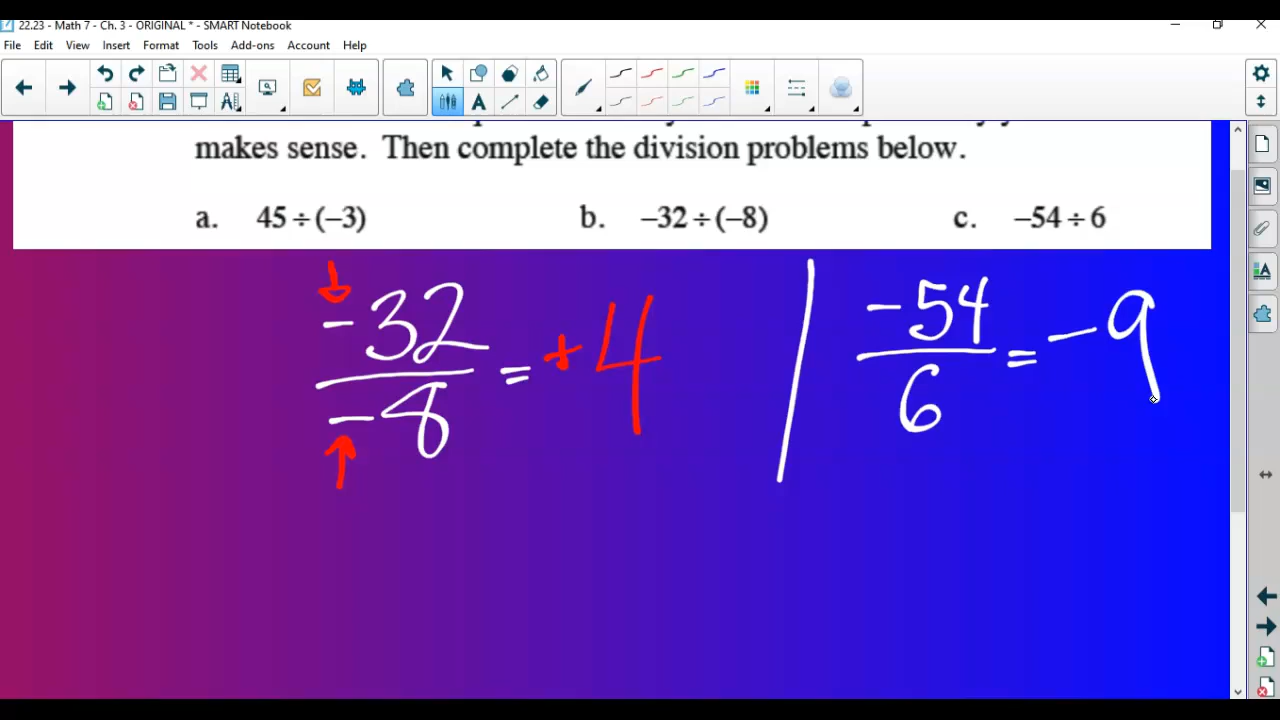 22.23 - Math 7 - Ch. 3 - ORIGINAL * - SMART Notebook
File Edit View Insert Format Tools Add-ons Account Help
makes sense. Then complete the division problems below.
a. 45 ÷ (–3) b. –32 ÷ (–8) c. –54 ÷ 6
-32
-8
= +4
-54
6
= -9